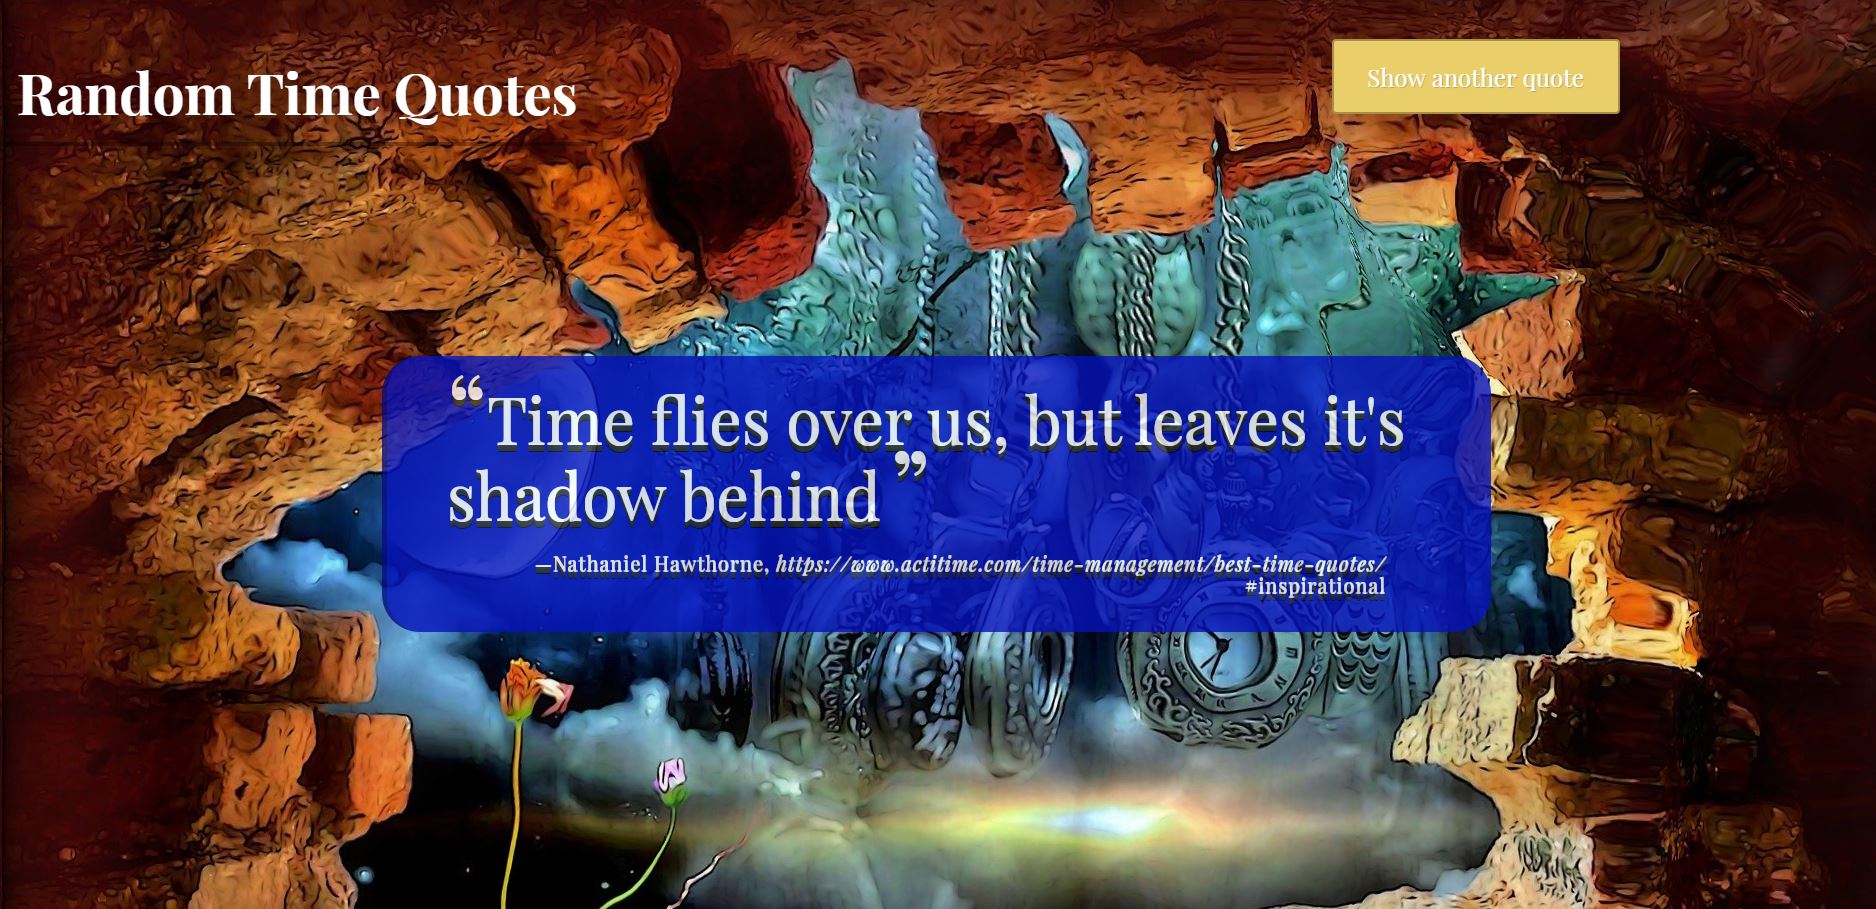 Random Time Quotes
Show another quote
“Time flies over us, but leaves it's
shadow behind”
—Nathaniel Hawthorne, https://www.actitime.com/time-management/best-time-quotes/
#inspirational